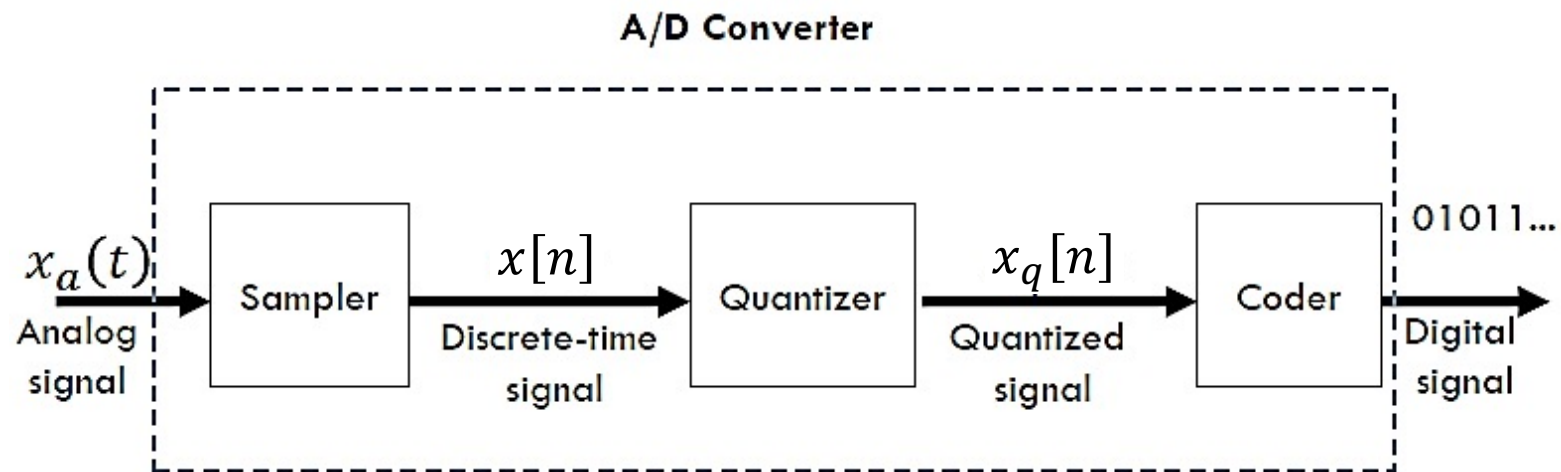 A/D Converter
01011...
x_a(t)
x[n]
x_q[n]
Sampler
Quantizer
Coder
Analog
signal
Discrete-time
signal
Quantized
signal
Digital
signal